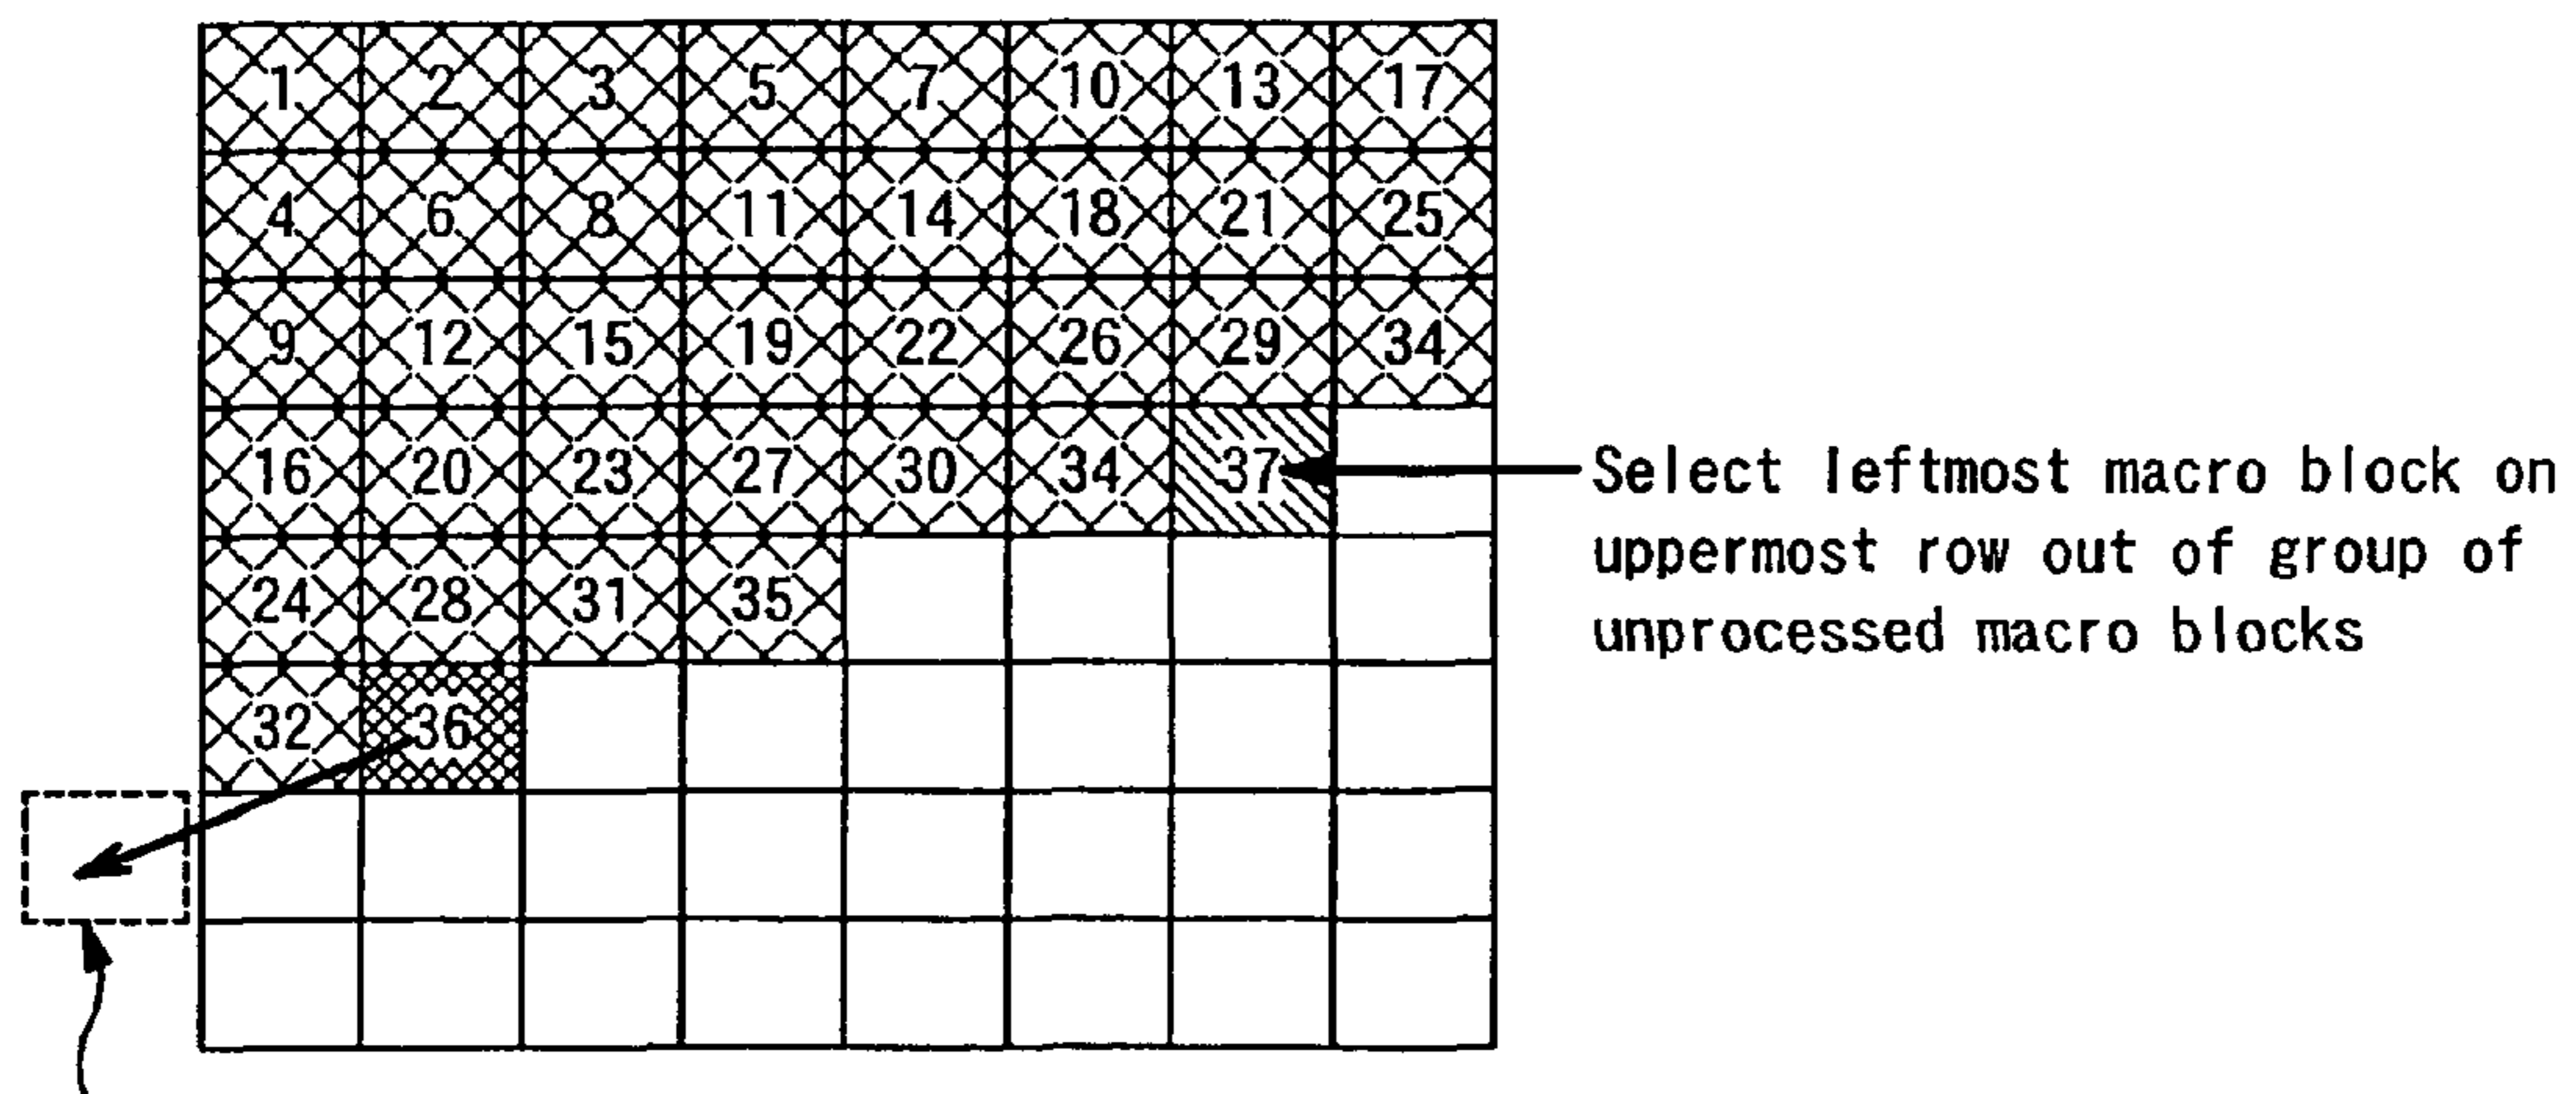 1 2 3 5 7 10 13 17
4 6 8 11 14 18 21 25
9 12 15 19 22 26 29 34
16 20 23 27 30 34 37
Select leftmost macro block on
uppermost row out of group of
unprocessed macro blocks
24 28 31 35
32 36